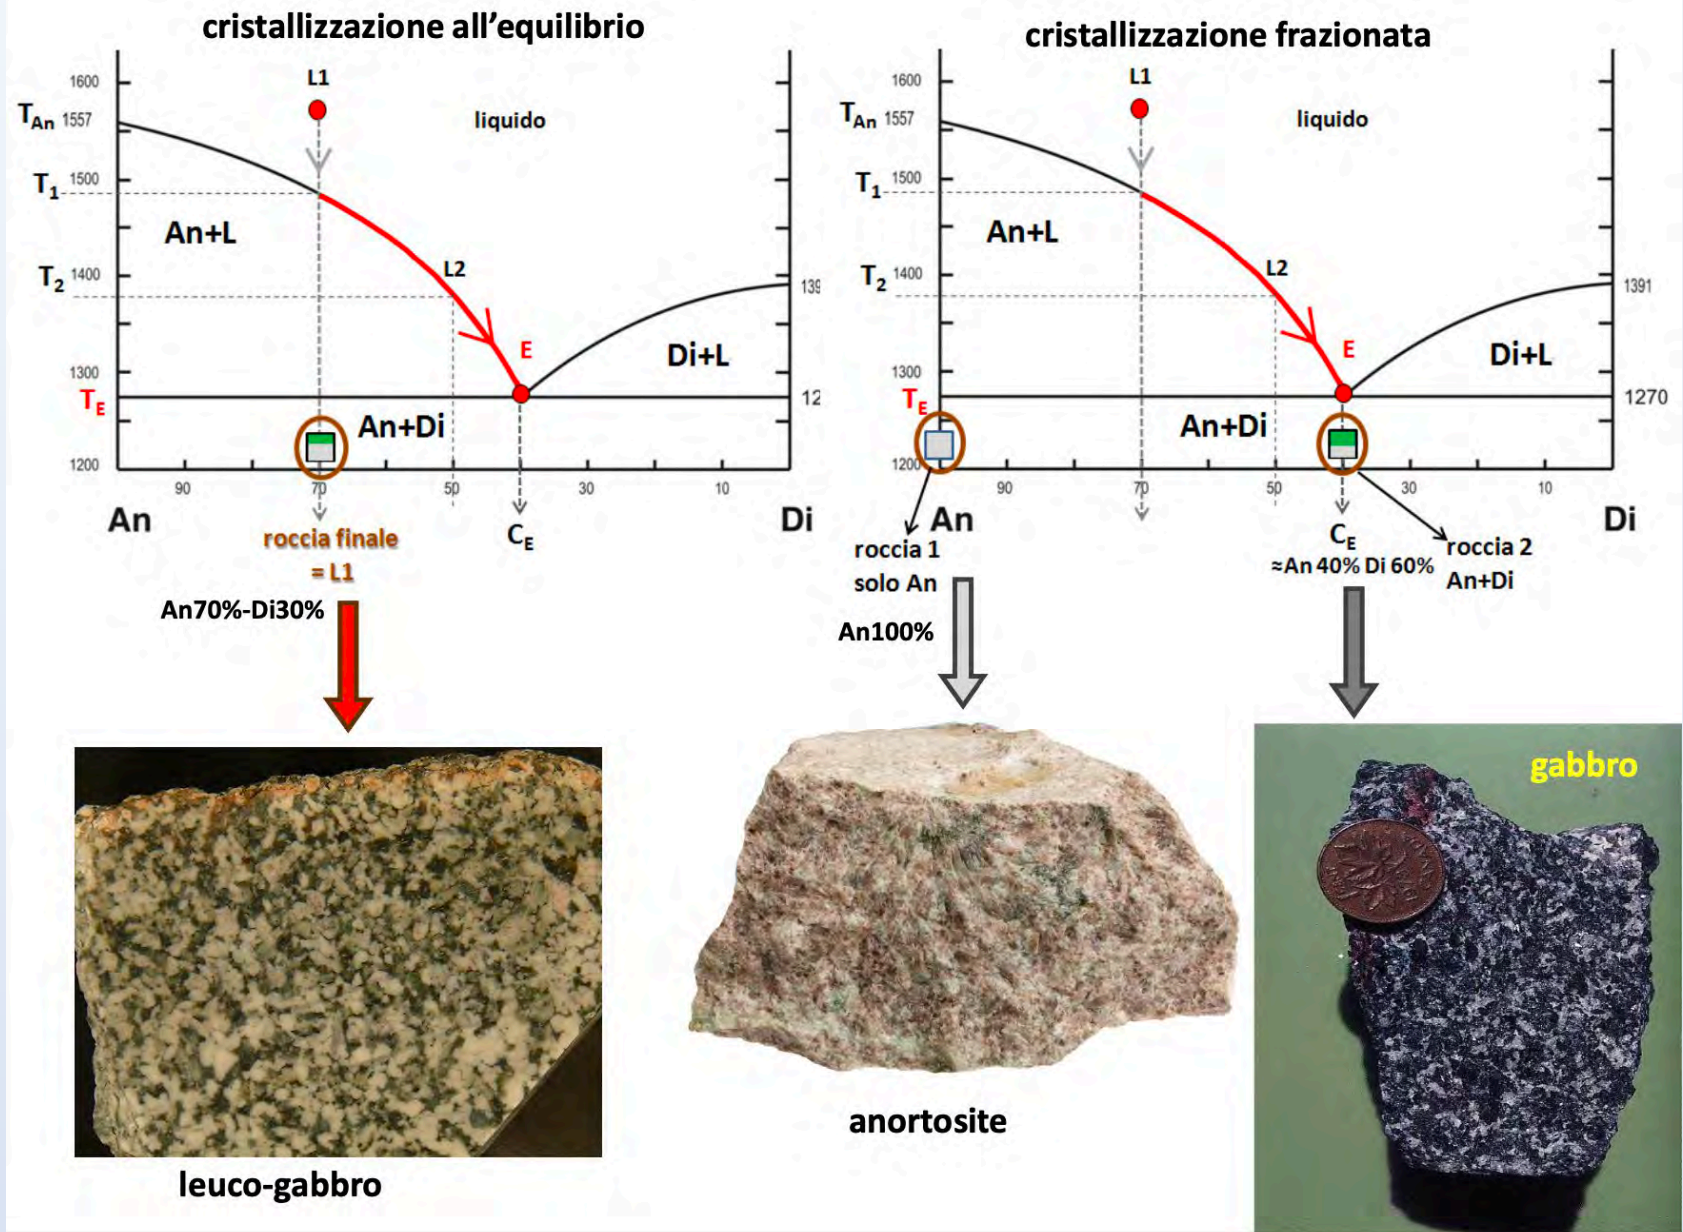 cristallizzazione all’equilibrio
L1
1600
TAn 1557
liquido
T1 1500
An+L
L2
T2 1400
139
E
Di+L
1300
TE
12
An+Di
1200
90
70
50
30
10
An
Di
CE
roccia finale
= L1
An70%-Di30%
leuco-gabbro
cristallizzazione frazionata
L1
1600
TAn 1557
liquido
T1 1500
An+L
L2
T2 1400
1391
E
Di+L
1300
TE
1270
An+Di
1200
90
70
50
30
10
An
Di
CE
≈An 40% Di 60%
roccia 1
solo An
An100%
roccia 2
An+Di
anortosite
gabbro